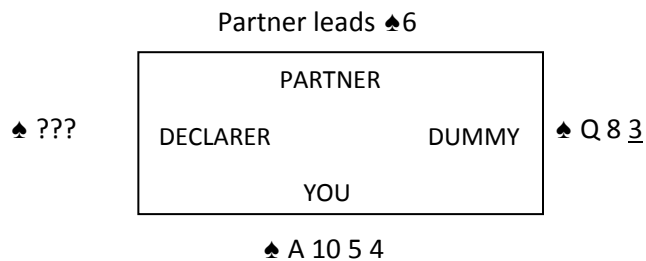 Partner leads ♠6
PARTNER
♠ ??? DECLARER DUMMY ♠ Q 8 3
YOU
♠ A 10 5 4